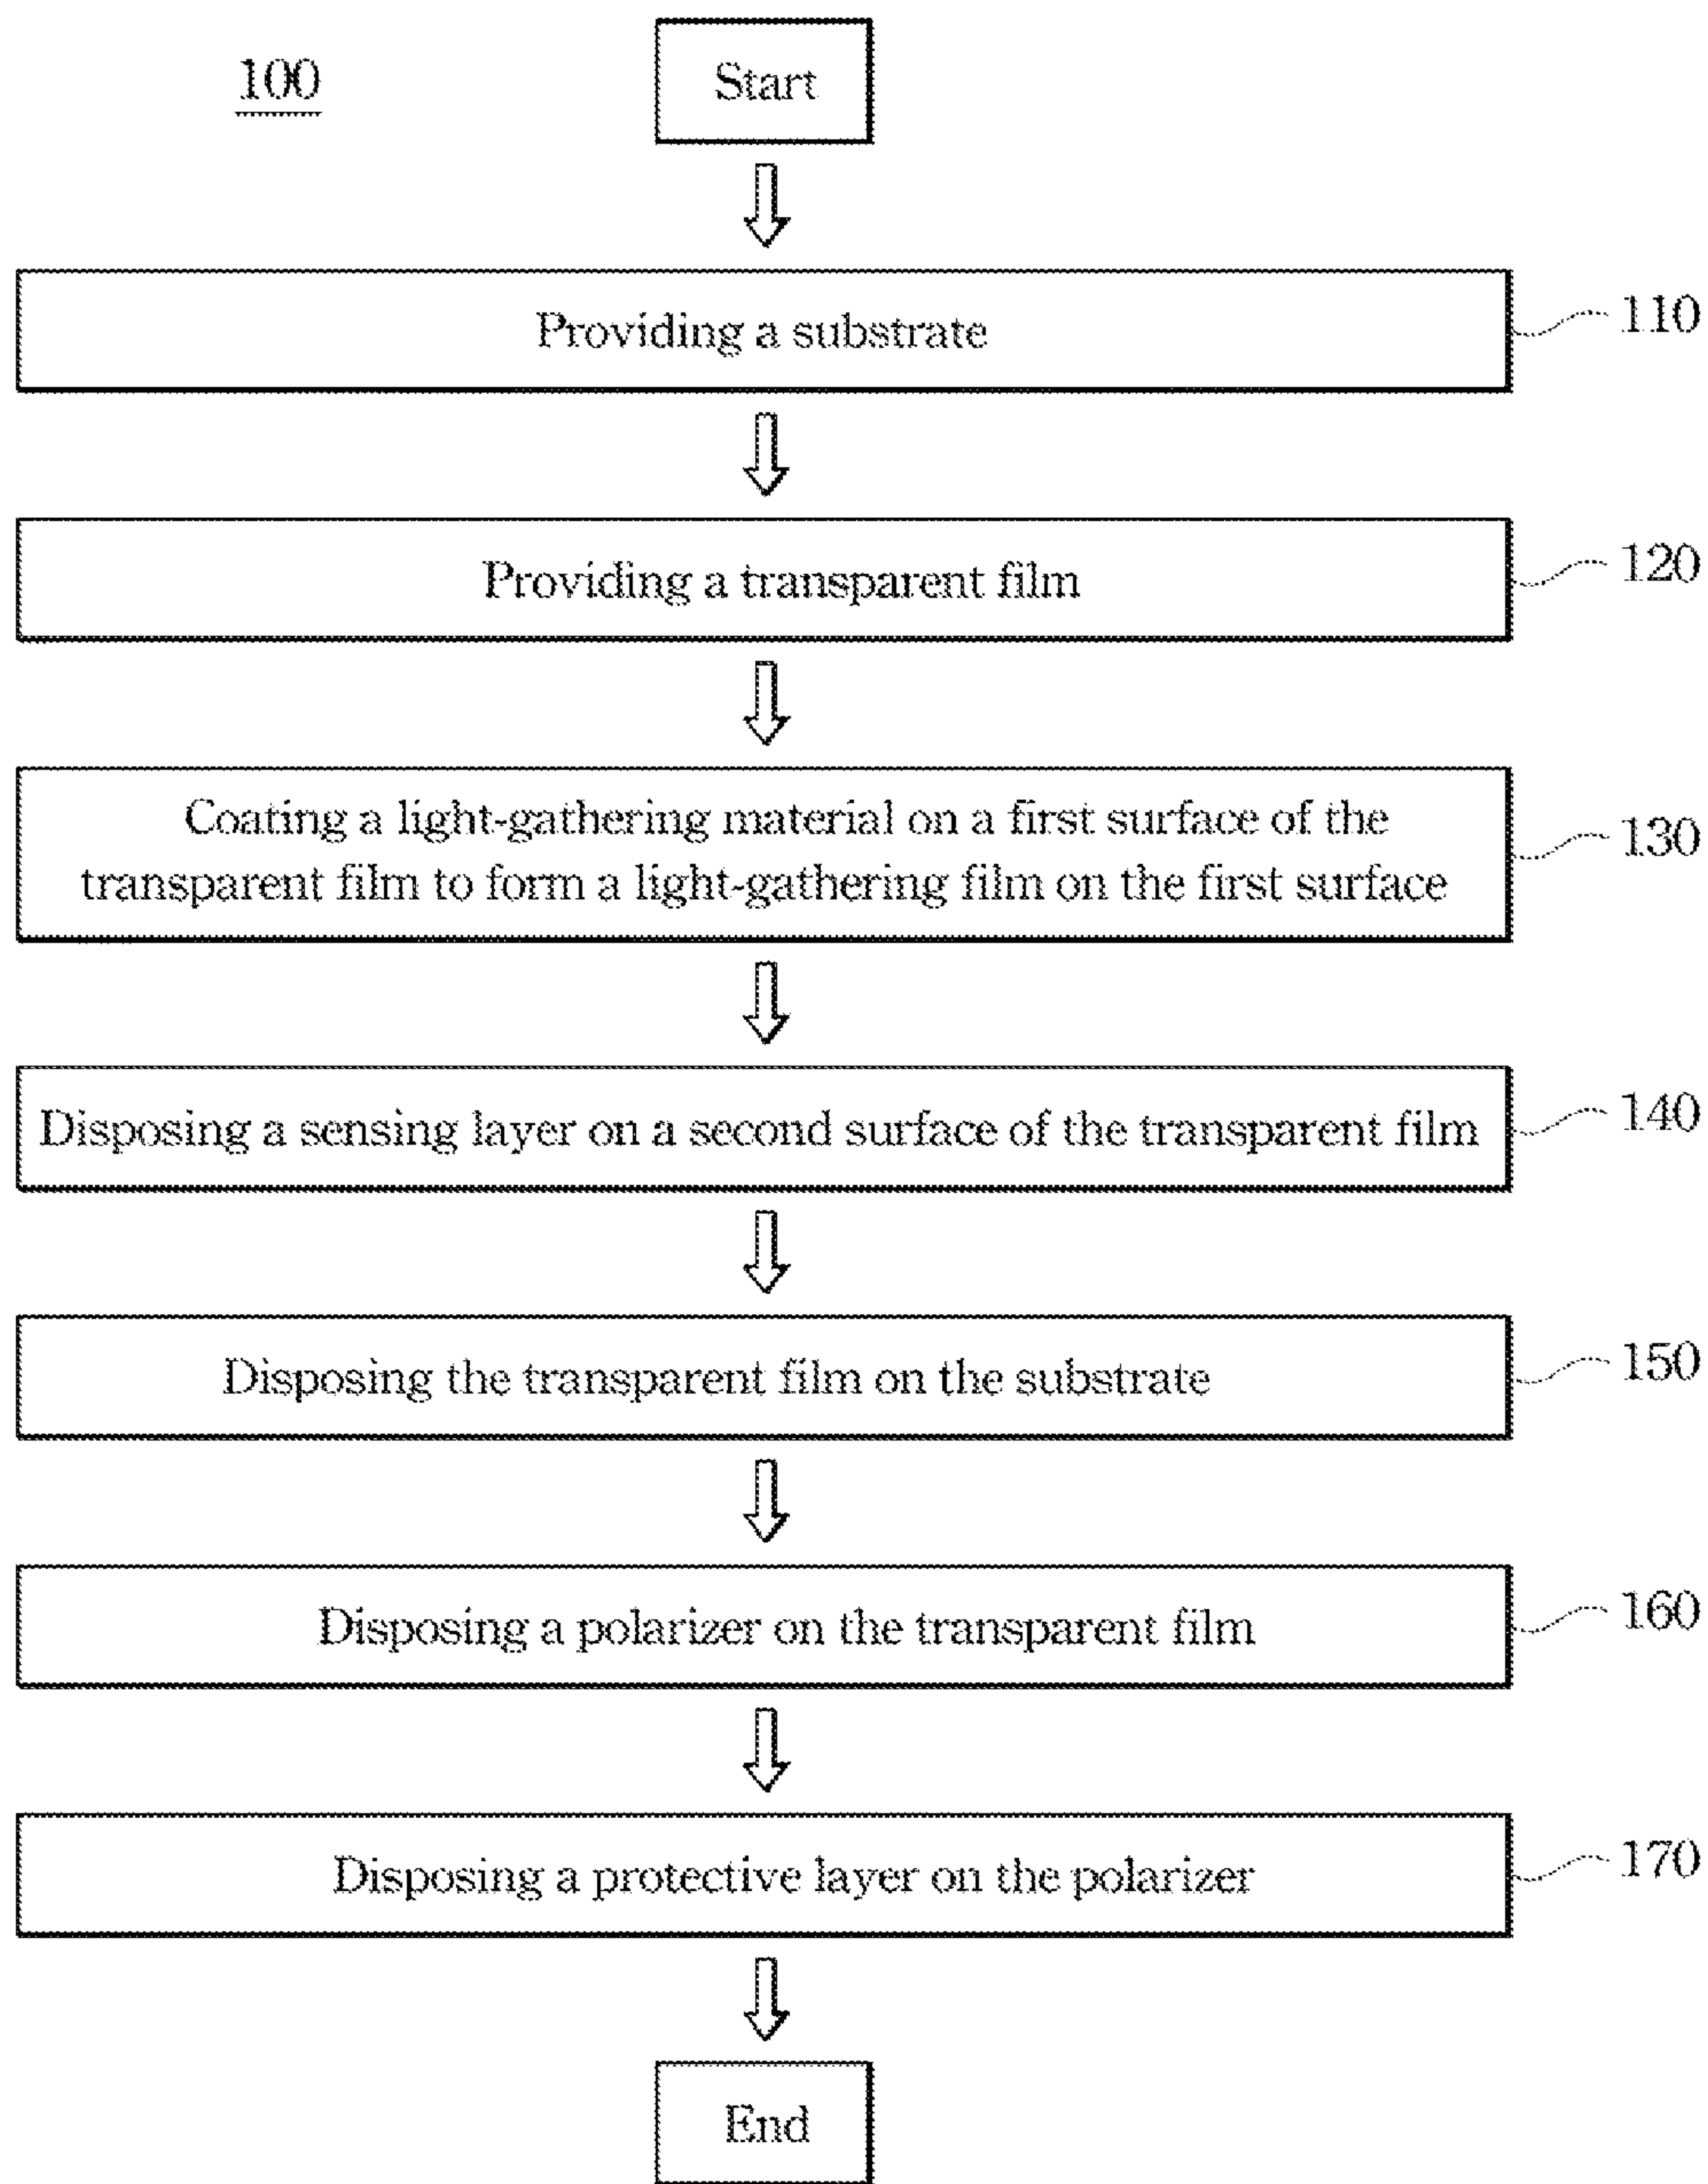 100
Start
Providing a substrate
110
Providing a transparent film
120
Coating a light-gathering material on a first surface of the
transparent film to form a light-gathering film on the first surface
130
Disposing a sensing layer on a second surface of the transparent film
140
Disposing the transparent film on the substrate
150
Disposing a polarizer on the transparent film
160
Disposing a protective layer on the polarizer
170
End